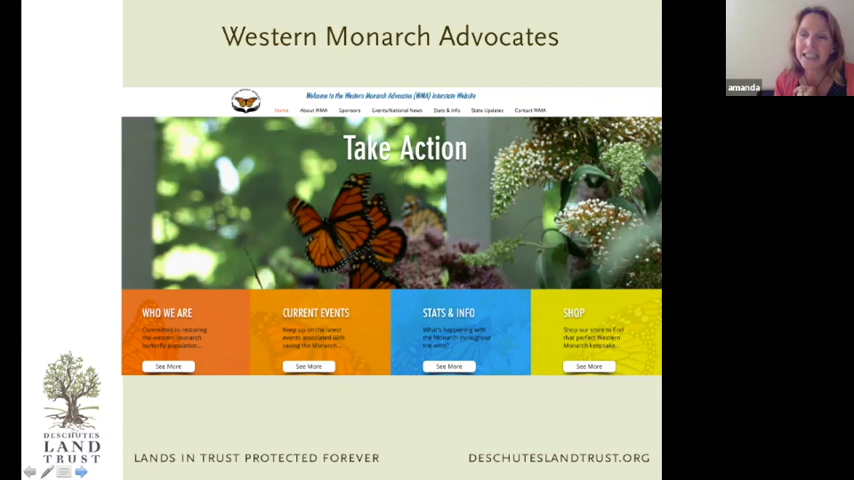 Western Monarch Advocates
amanda
Welcome to the Western Monarch Advocates (WMA) Interstate Website
Home About WMA Sponsors Events/National News Stats & Info State Updates Contact WMA
Take Action
WHO WE ARE
Committed to restoring
the western monarch
butterfly population...
See More
CURRENT EVENTS
Keep up on the latest
events associated with
saving the Monarch...
See More
STATS & INFO
What's happening with
the Monarch throughout
the west?
See More
SHOP
Shop our store to find
that perfect Western
Monarch keepsake...
See More
DESCHUTES
LAND
TRUST
LANDS IN TRUST PROTECTED FOREVER
DESCHUTESLANDTRUST.ORG